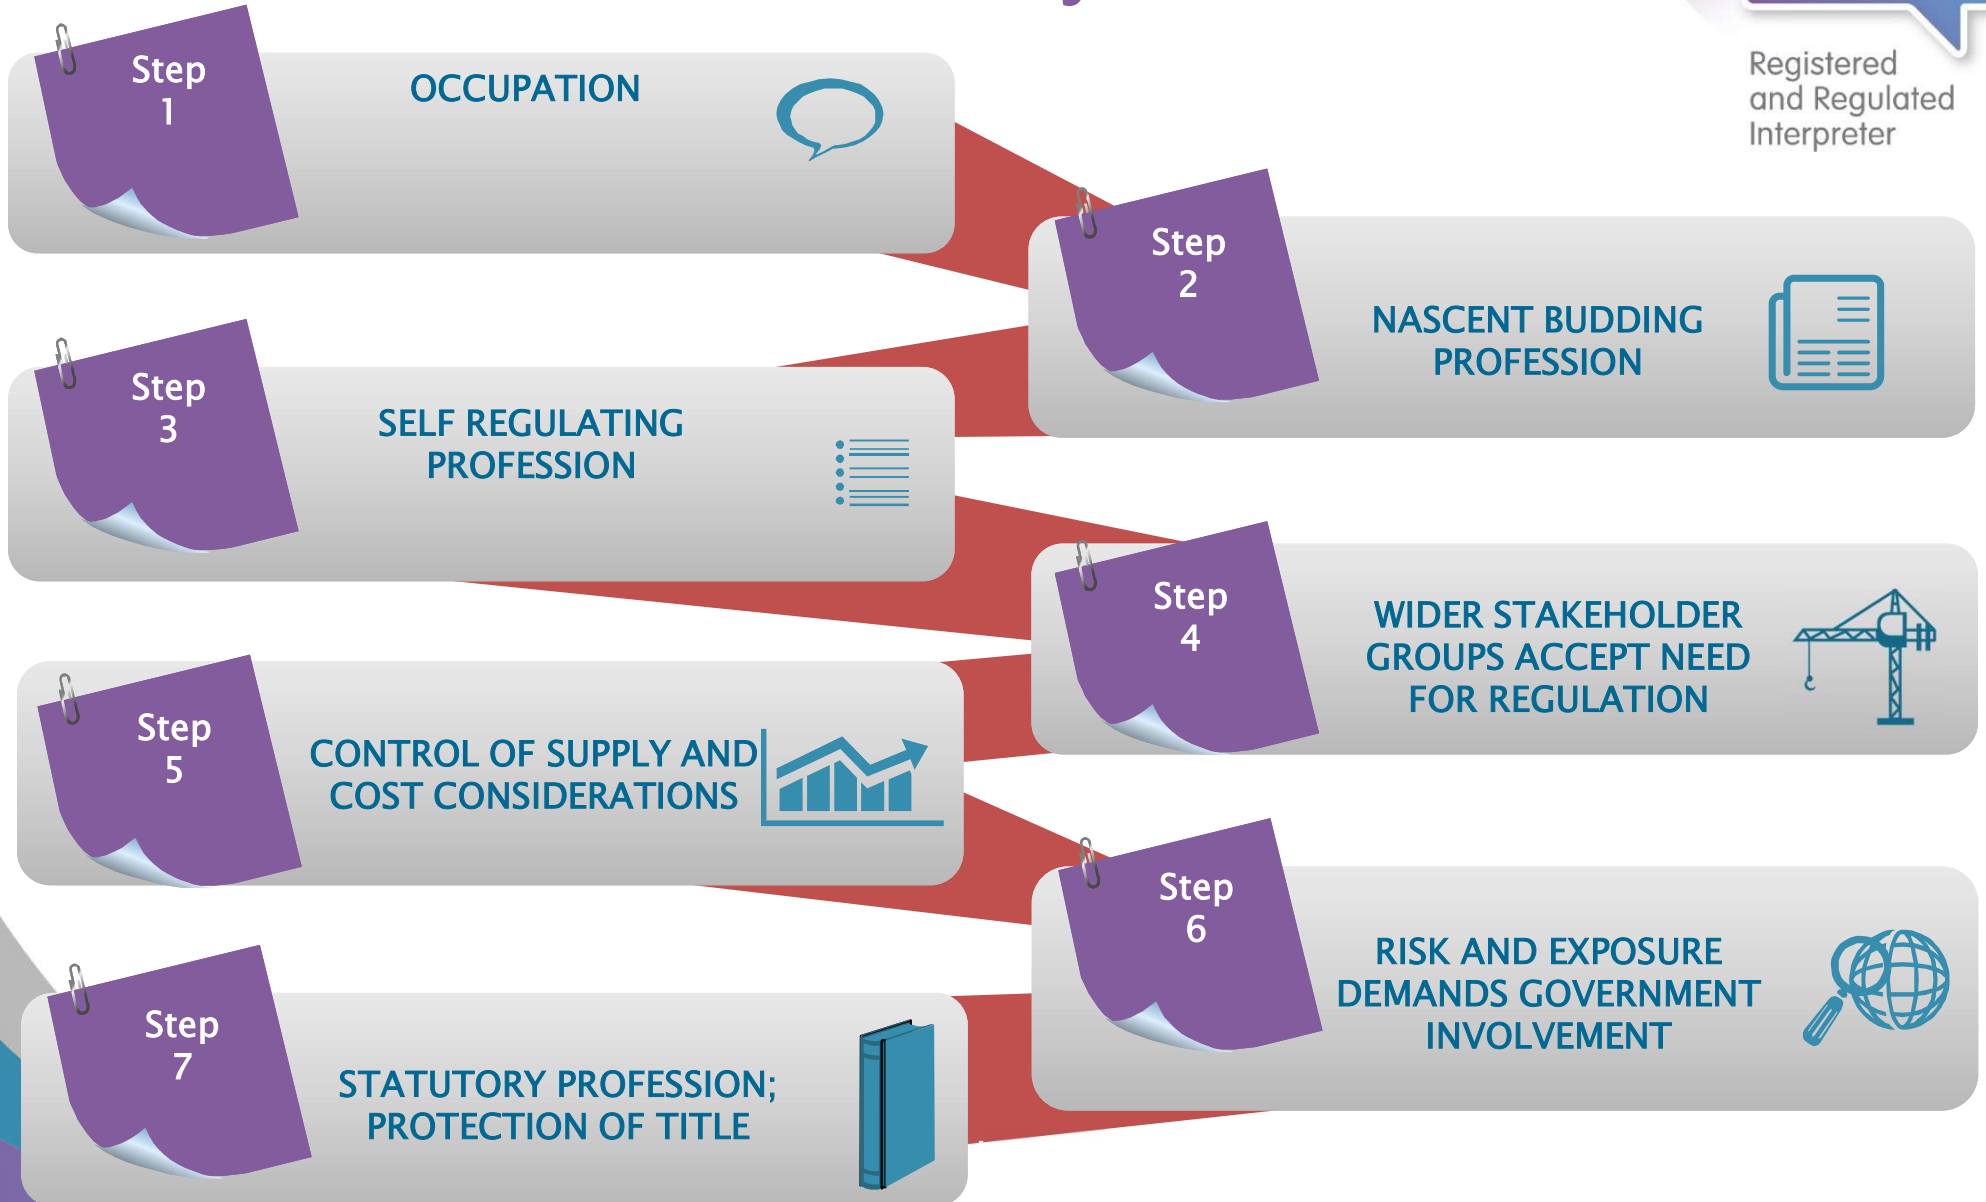 Registered
and Regulated
Interpreter
Step
1
OCCUPATION
Step
2
NASCENT BUDDING
PROFESSION
Step
3
SELF REGULATING
PROFESSION
Step
4
WIDER STAKEHOLDER
GROUPS ACCEPT NEED
FOR REGULATION
Step
5
CONTROL OF SUPPLY AND
COST CONSIDERATIONS
Step
6
RISK AND EXPOSURE
DEMANDS GOVERNMENT
INVOLVEMENT
Step
7
STATUTORY PROFESSION;
PROTECTION OF TITLE